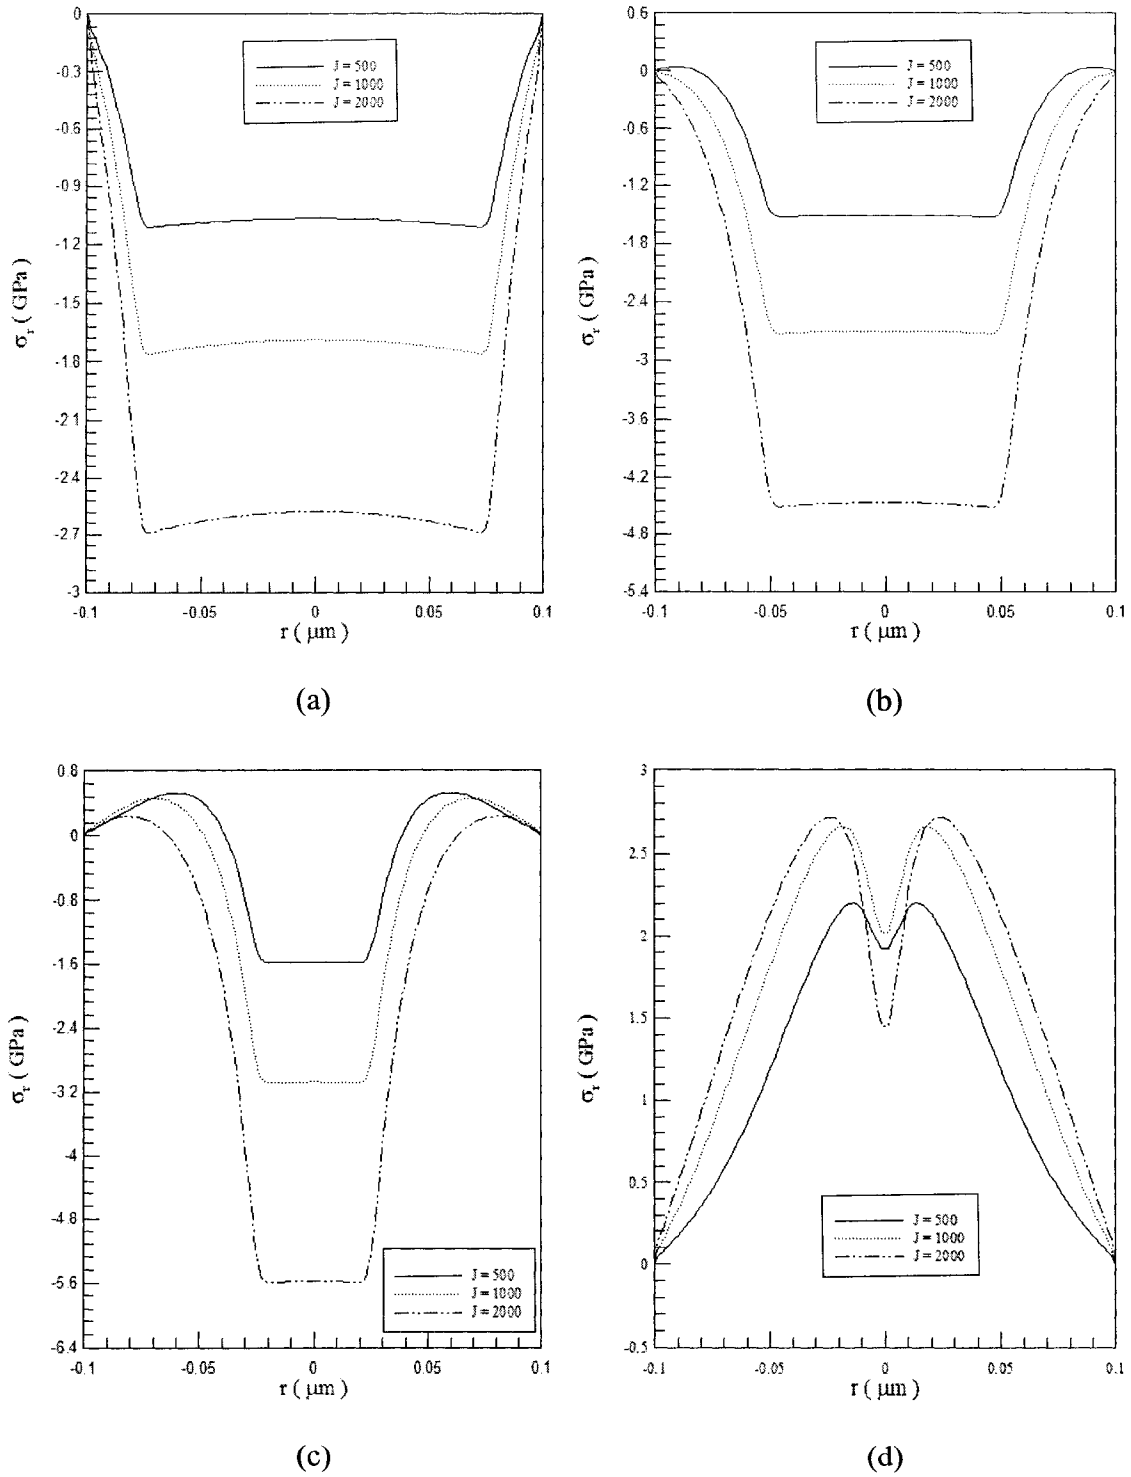 0
-0.3
-0.6
-0.9
-1.2
-1.5
-1.8
-2.1
-2.4
-2.7
-3
σr ( GPa )
J = 500
J = 1000
J = 2000
-0.1
-0.05
0
0.05
0.1
r ( μm )
(a)
0.6
0
-0.6
-1.2
-1.8
-2.4
-3
-3.6
-4.2
-4.8
-5.4
σr ( GPa )
J = 500
J = 1000
J = 2000
-0.1
-0.05
0
0.05
0.1
r ( μm )
(b)
0.8
0
-0.8
-1.6
-2.4
-3.2
-4
-4.8
-5.6
-6.4
σr ( GPa )
J = 500
J = 1000
J = 2000
-0.1
-0.05
0
0.05
0.1
r ( μm )
(c)
3
2.5
2
1.5
1
0.5
0
-0.5
σr ( GPa )
J = 500
J = 1000
J = 2000
-0.1
-0.05
0
0.05
0.1
r ( μm )
(d)